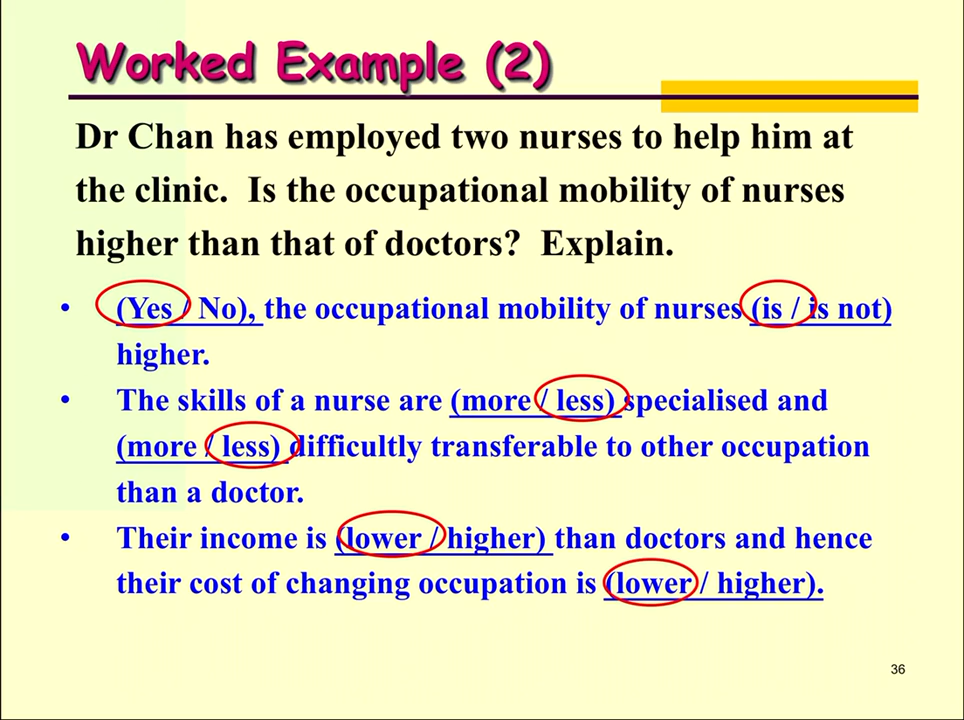 Worked Example (2)
Dr Chan has employed two nurses to help him at
the clinic. Is the occupational mobility of nurses
higher than that of doctors? Explain.
• (Yes / No), the occupational mobility of nurses (is / is not)
higher.
• The skills of a nurse are (more / less) specialised and
(more / less) difficultly transferable to other occupation
than a doctor.
• Their income is (lower / higher) than doctors and hence
their cost of changing occupation is (lower / higher).
36